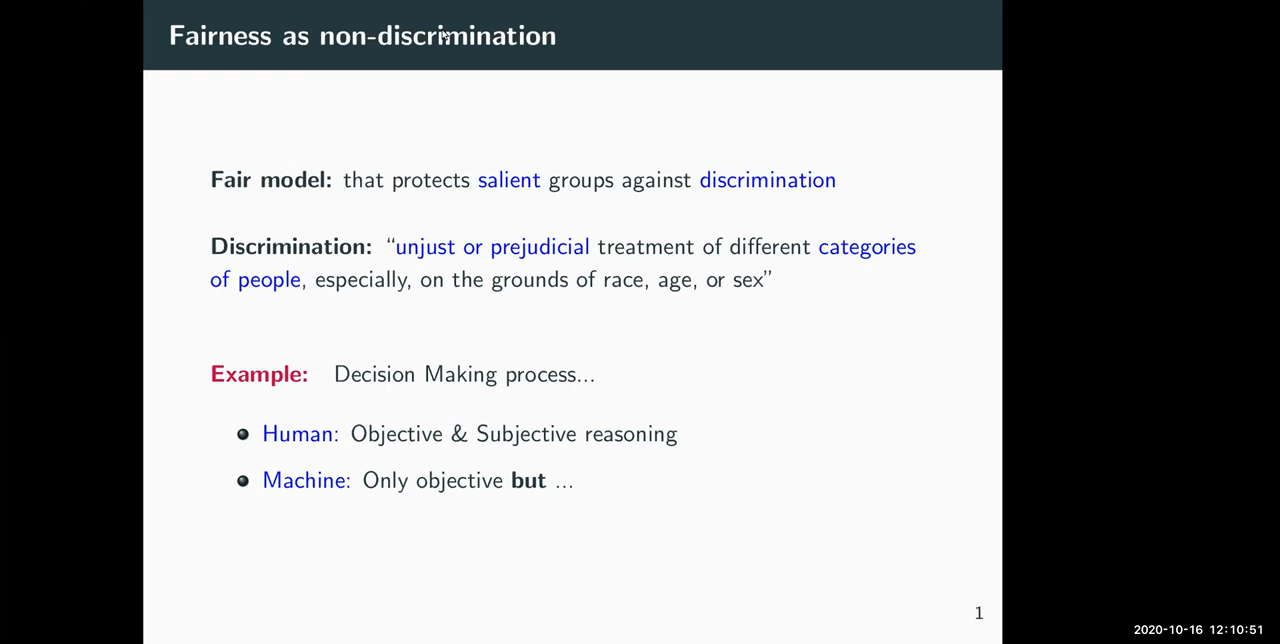 Fairness as non-discrimination
Fair model: that protects salient groups against discrimination
Discrimination: “unjust or prejudicial treatment of different categories
of people, especially, on the grounds of race, age, or sex”
Example: Decision Making process...
Human: Objective & Subjective reasoning
Machine: Only objective but ...
1
2020-10-16 12:10:51